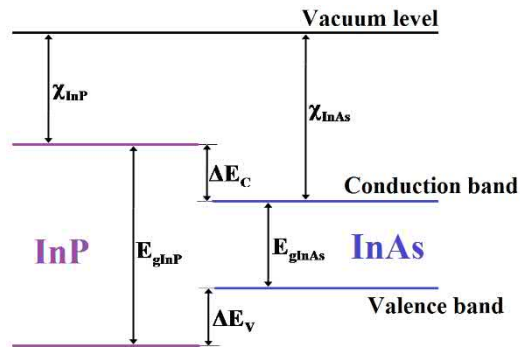 Vacuum level
χInP
χInAs
ΔEC
Conduction band
InP
EgInP
EgInAs
InAs
ΔEV
Valence band